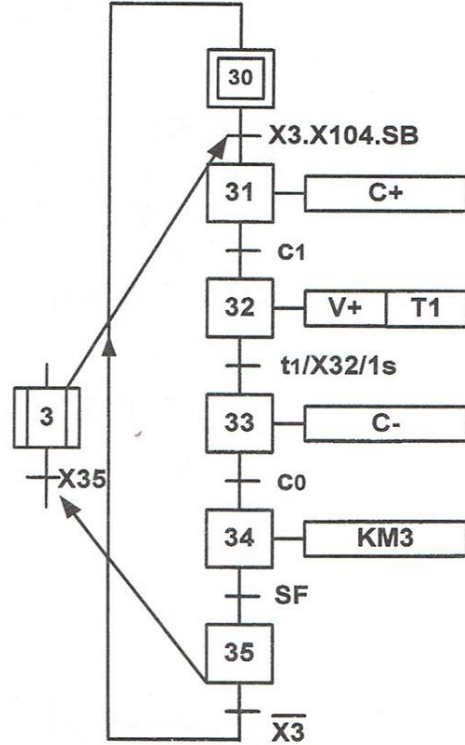 30
X3.X104.SB
31 C+
c1
32 V+ T1
t1/X32/1s
3
33 C-
X35
c0
34 KM3
SF
35
X̅3̅